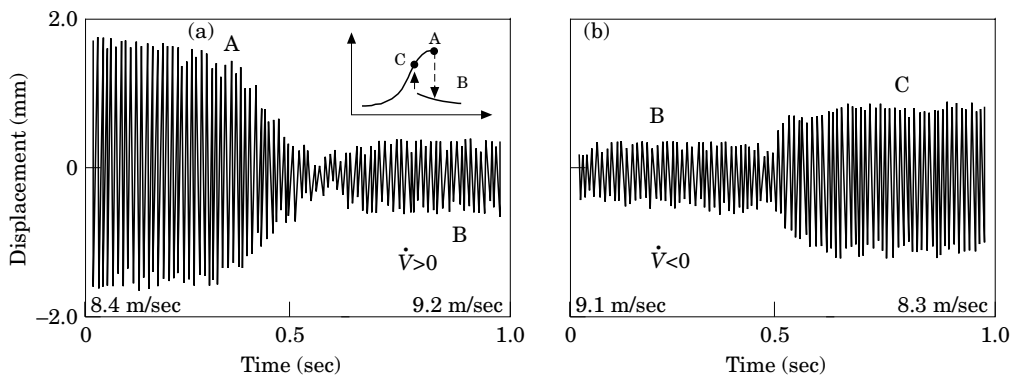 2.0
(a)
A
A
C
B
Displacement (mm)
0
B
V̇>0
8.4 m/sec
9.2 m/sec
–2.0
0
0.5
1.0
Time (sec)
(b)
B
C
V̇<0
9.1 m/sec
8.3 m/sec
0
0.5
1.0
Time (sec)